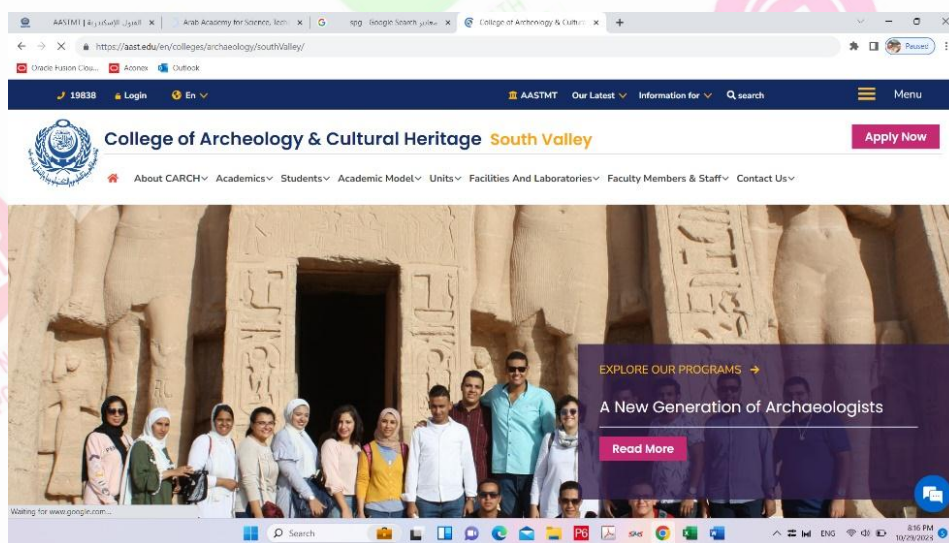 Arab Academy for Science, Tech
spg - Google Search معايير
College of Archeology & Cultur
https://aast.edu/en/colleges/archaeology/southValley/
Paused
Oracle Fusion Clou...
Aconex
Outlook
19838
Login
En
AASTMT
Our Latest
Information for
search
Menu
College of Archeology & Cultural Heritage South Valley
Apply Now
About CARCH
Academics
Students
Academic Model
Units
Facilities And Laboratories
Faculty Members & Staff
Contact Us
EXPLORE OUR PROGRAMS →
A New Generation of Archaeologists
Read More
Waiting for www.google.com...
Search
P6
ENG
8:16 PM
10/29/2023